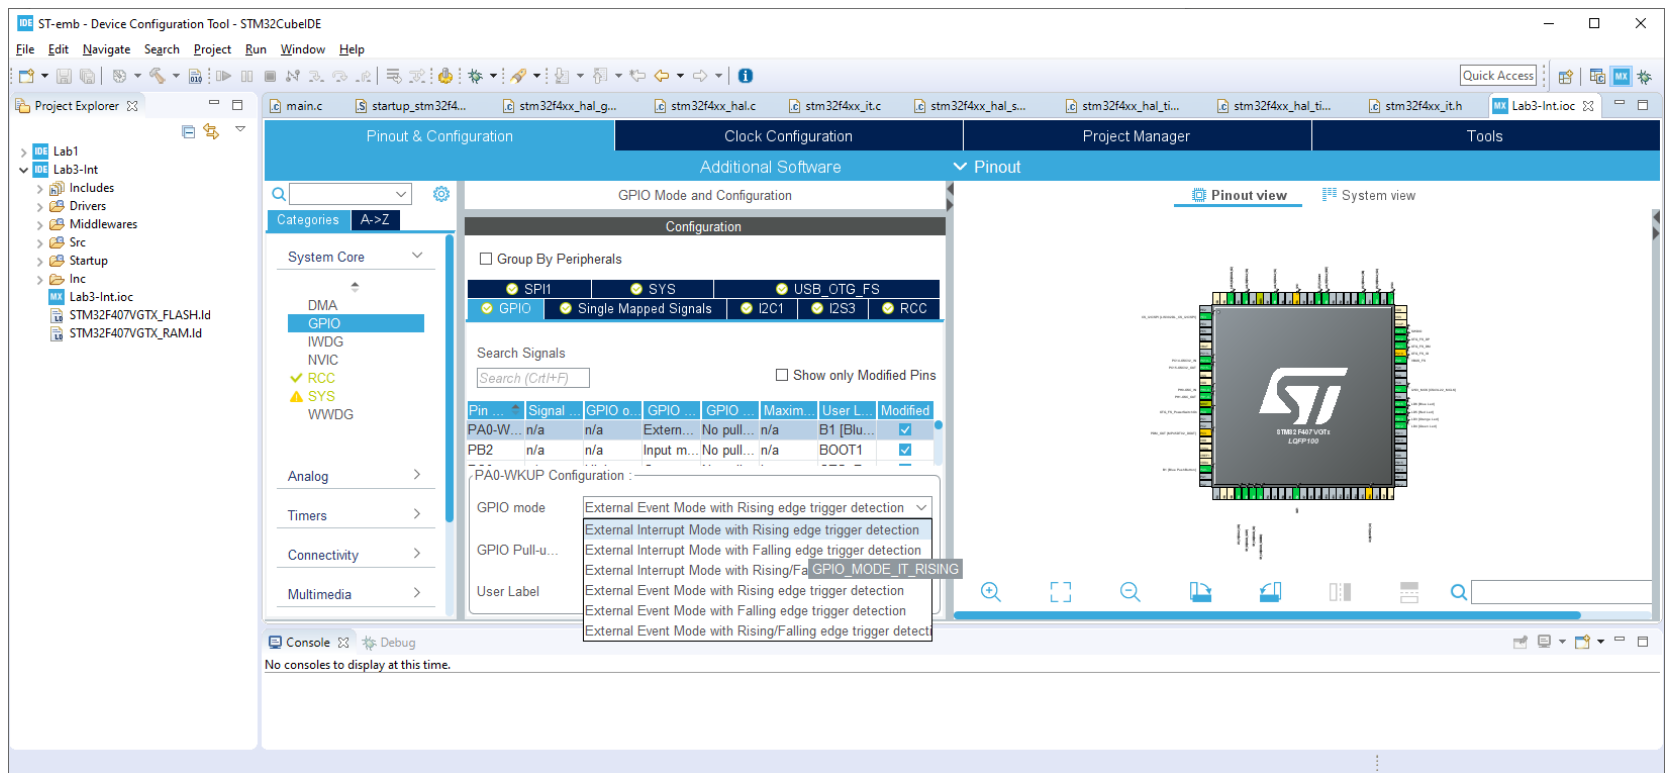 ST-emb - Device Configuration Tool - STM32CubeIDE
File Edit Navigate Search Project Run Window Help
Quick Access
Project Explorer
main.c startup_stm32f4... stm32f4xx_hal_g... stm32f4xx_hal.c stm32f4xx_it.c stm32f4xx_hal_s... stm32f4xx_hal_ti... stm32f4xx_hal_ti... stm32f4xx_it.h Lab3-Int.ioc
Lab1
Lab3-Int
Includes
Drivers
Middlewares
Src
Startup
Inc
Lab3-Int.ioc
STM32F407VGTX_FLASH.ld
STM32F407VGTX_RAM.ld
Pinout & Configuration Clock Configuration Project Manager Tools
Additional Software Pinout
Categories A->Z
System Core
DMA
GPIO
IWDG
NVIC
RCC
SYS
WWDG
Analog
Timers
Connectivity
Multimedia
GPIO Mode and Configuration
Configuration
Group By Peripherals
SPI1 SYS USB_OTG_FS
GPIO Single Mapped Signals I2C1 I2S3 RCC
Search Signals
Search (Crtl+F) Show only Modified Pins
Pin ... Signal ... GPIO o... GPIO ... GPIO ... Maxim... User L... Modified
PA0-W... n/a n/a Extern... No pull... n/a B1 [Blu...
PB2 n/a n/a Input m... No pull... n/a BOOT1
PA0-WKUP Configuration :
GPIO mode External Event Mode with Rising edge trigger detection
External Interrupt Mode with Rising edge trigger detection
GPIO Pull-u... External Interrupt Mode with Falling edge trigger detection
External Interrupt Mode with Rising/Fa
GPIO_MODE_IT_RISING
User Label External Event Mode with Rising edge trigger detection
External Event Mode with Falling edge trigger detection
External Event Mode with Rising/Falling edge trigger detecti
Pinout view System view
STM32F407VGTx
LQFP100
Console Debug
No consoles to display at this time.